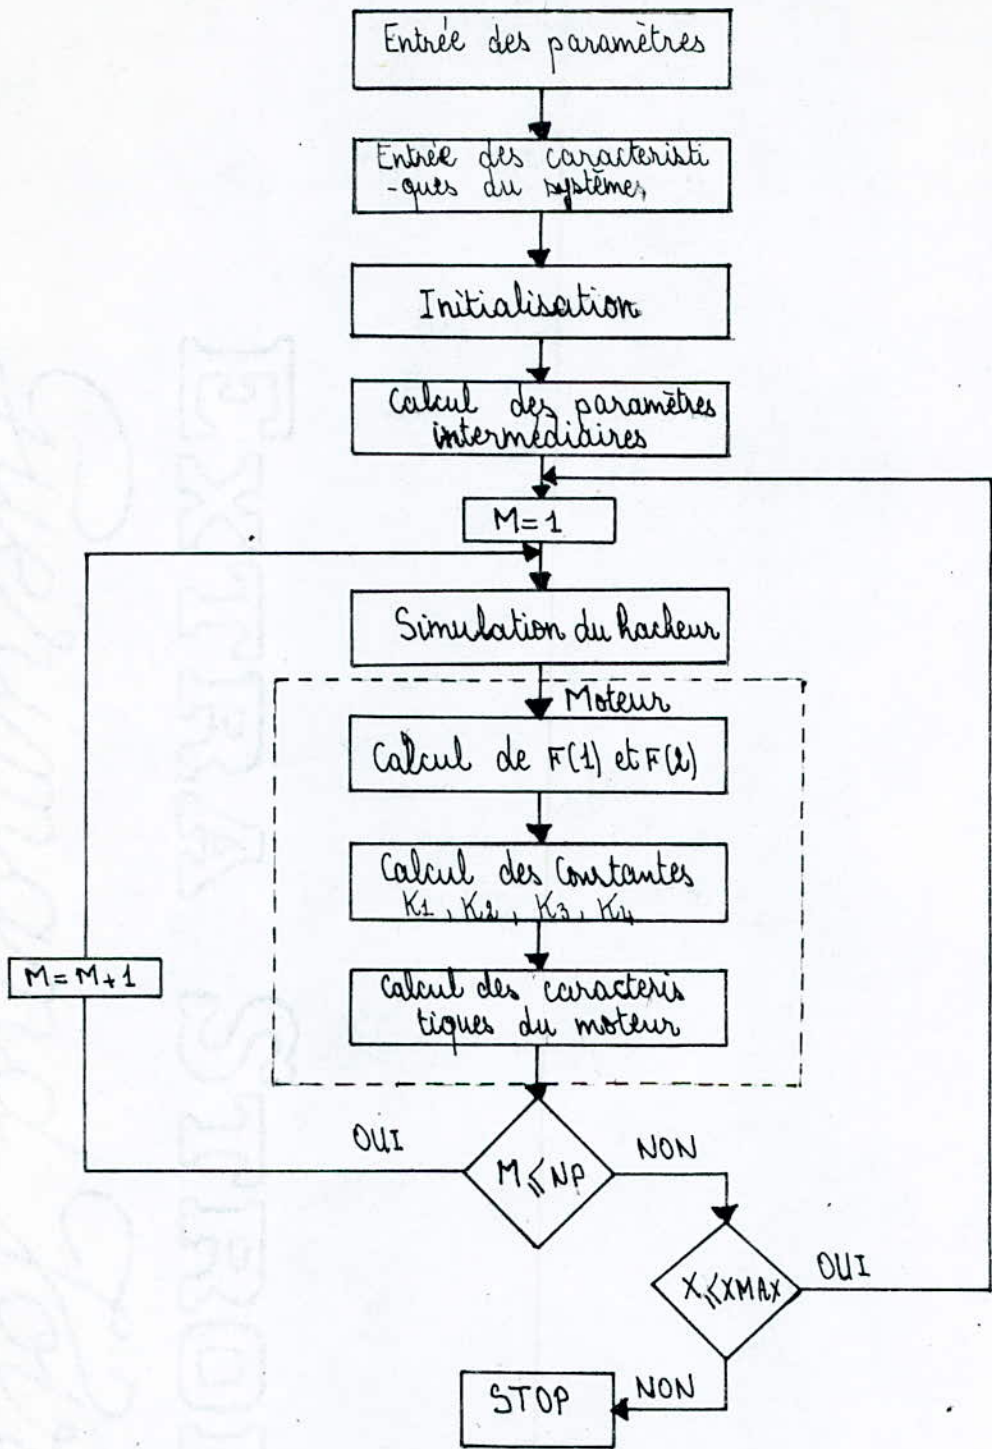 Entrée des paramètres
Entrée des caracteristi
-ques du systèmes
Initialisation
Calcul des paramètres
intermédiaires
M=1
Simulation du hacheur
Moteur
Calcul de F(1) et F(2)
Calcul des Constantes
K1, K2, K3, K4
M=M+1
Calcul des caracteris
tiques du moteur
OUI
M⩽NP
NON
X⩽XMAX
OUI
STOP
NON